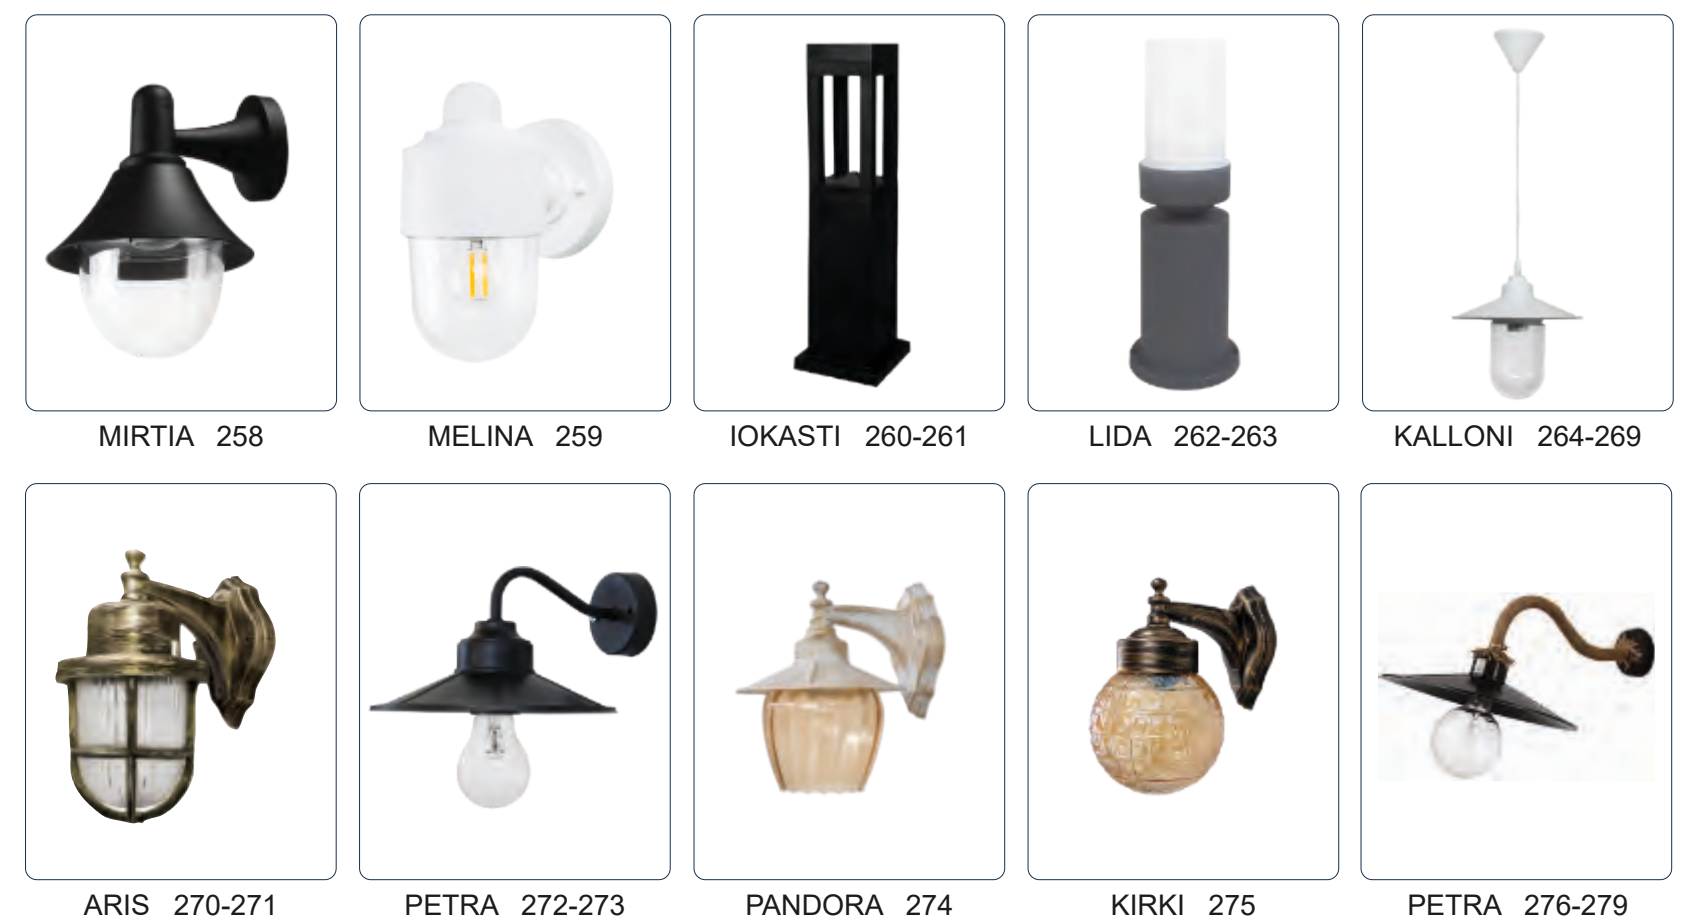 MIRTIA 258
MELINA 259
IOKASTI 260-261
LIDA 262-263
KALLONI 264-269
ARIS 270-271
PETRA 272-273
PANDORA 274
KIRKI 275
PETRA 276-279